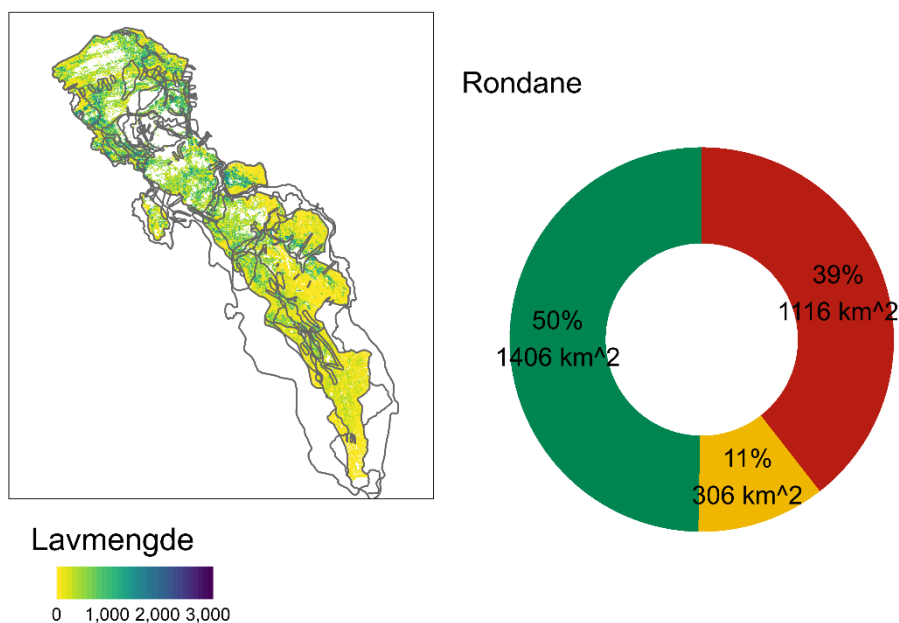 Rondane
39%
1116 km^2
50%
1406 km^2
11%
306 km^2
Lavmengde
0 1,000 2,000 3,000